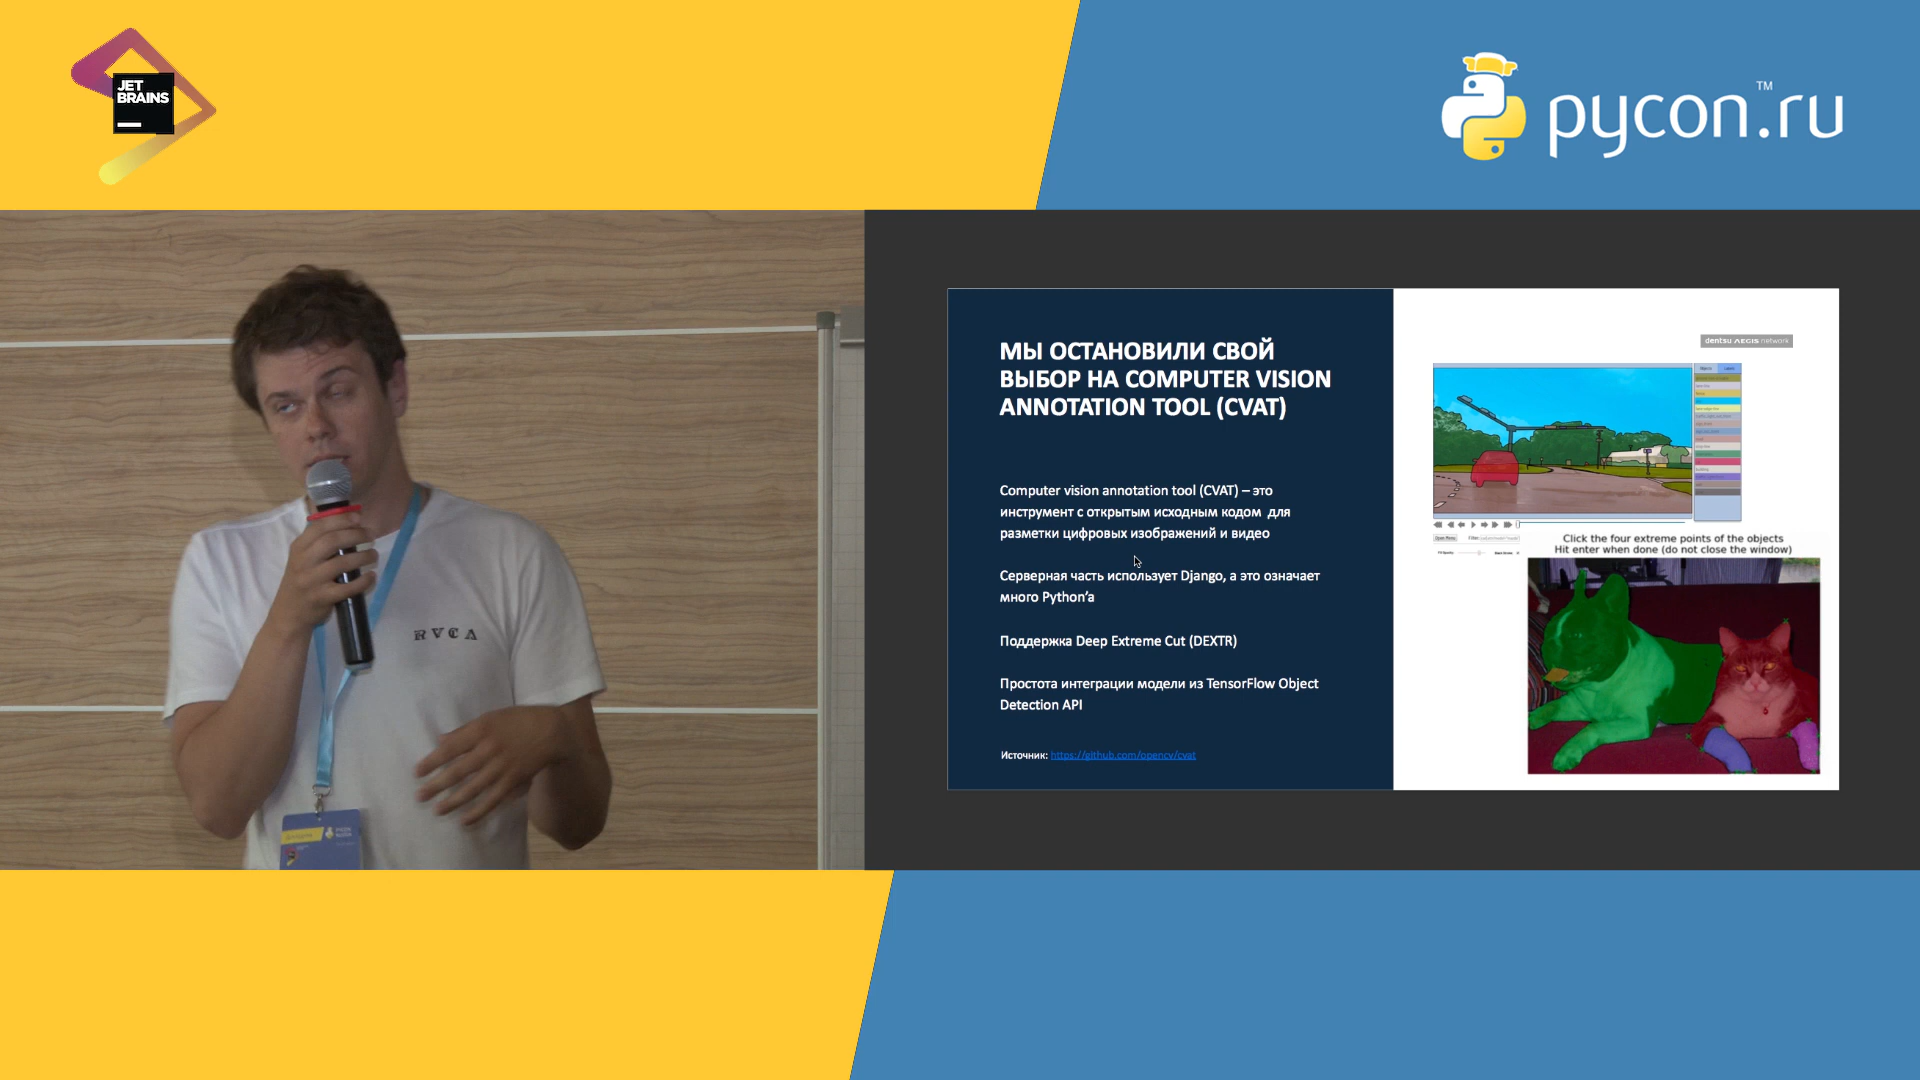 JET
BRAINS
pycon.ru
TM
RVCA
МЫ ОСТАНОВИЛИ СВОЙ
ВЫБОР НА COMPUTER VISION
ANNOTATION TOOL (CVAT)
Computer vision annotation tool (CVAT) – это
инструмент с открытым исходным кодом для
разметки цифровых изображений и видео
Серверная часть использует Django, а это означает
много Python’а
Поддержка Deep Extreme Cut (DEXTR)
Простота интеграции модели из TensorFlow Object
Detection API
Источник: https://github.com/opencv/cvat
dentsu AEGIS network
Objects Layers
Open Menu
Click the four extreme points of the objects
Hit enter when done (do not close the window)